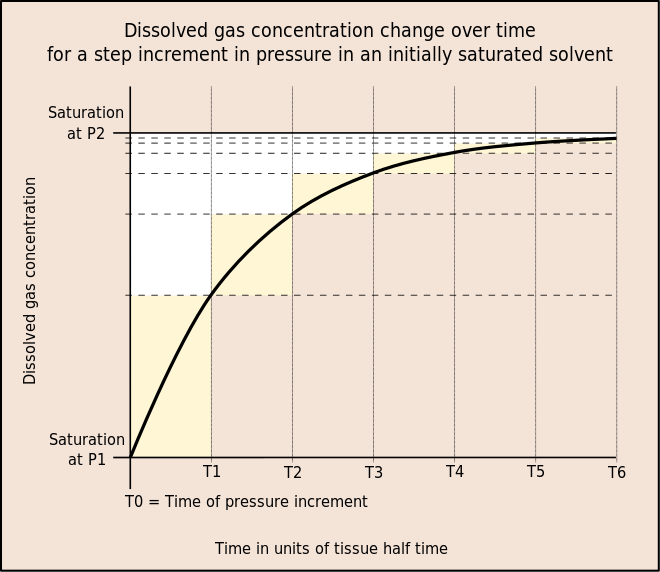 Dissolved gas concentration change over time
for a step increment in pressure in an initially saturated solvent
Saturation
at P2
Dissolved gas concentration
Saturation
at P1
T1 T2 T3 T4 T5 T6
T0 = Time of pressure increment
Time in units of tissue half time